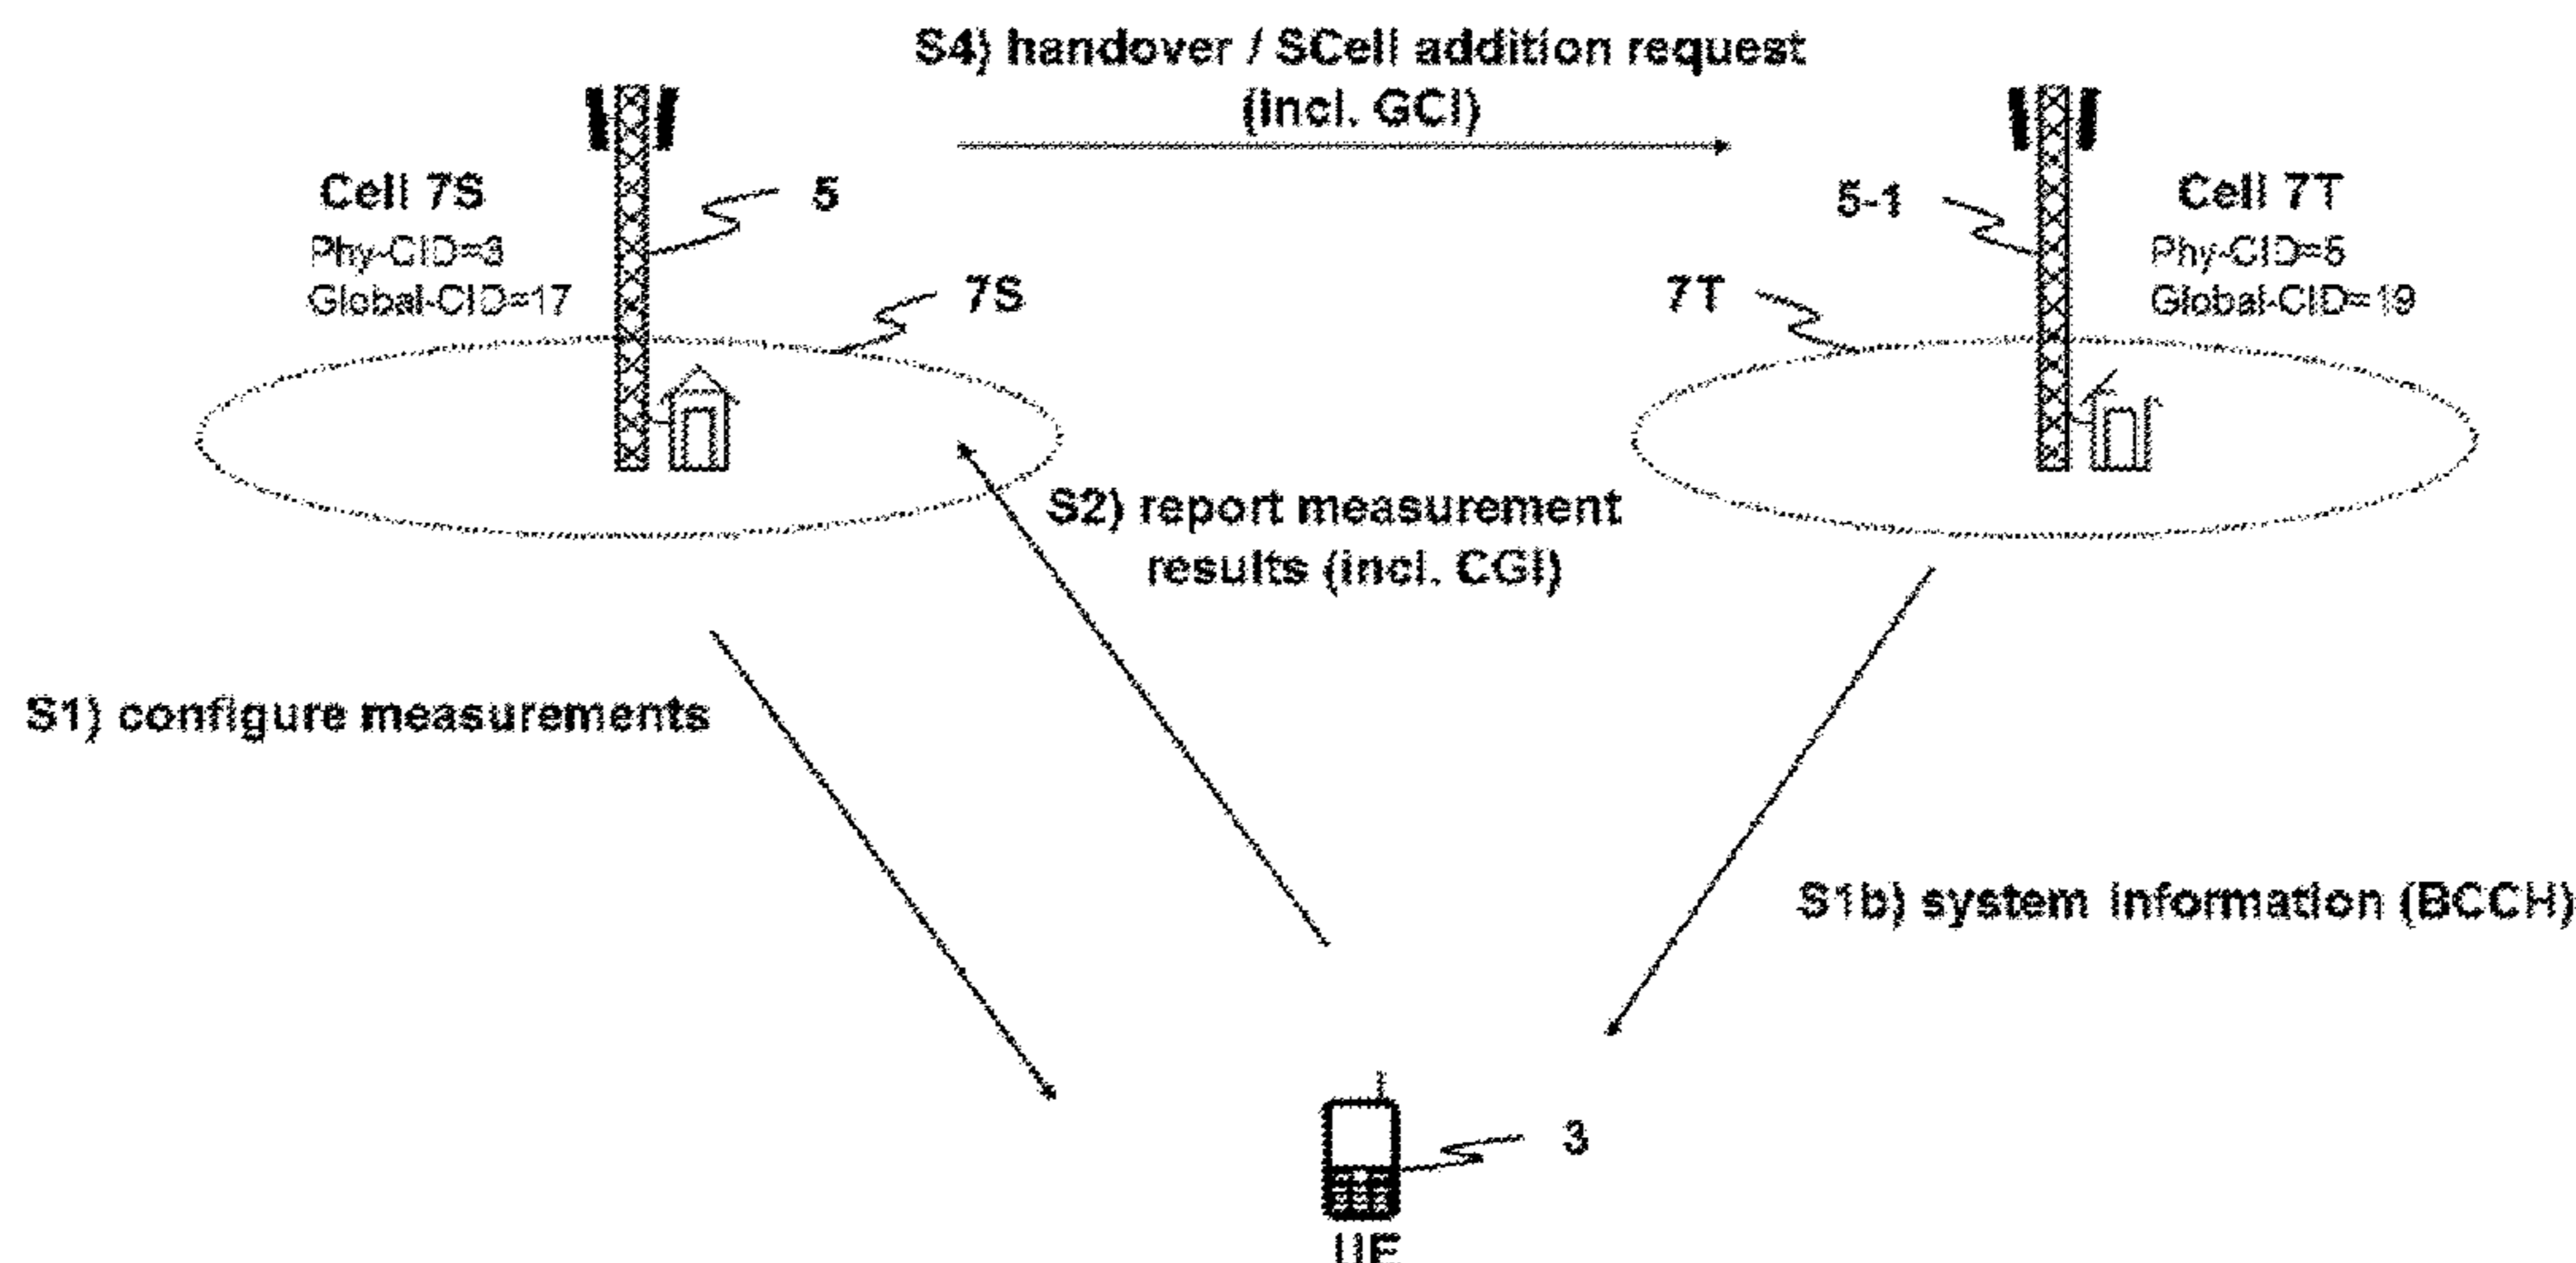 S4) handover / SCell addition request
(incl. GCI)
Cell 7S
Phy-CID=3
Global-CID=17
5
7S
5-1
7T
Cell 7T
Phy-CID=5
Global-CID=19
S2) report measurement
results (incl. CGI)
S1) configure measurements
S1b) system information (BCCH)
3
UE